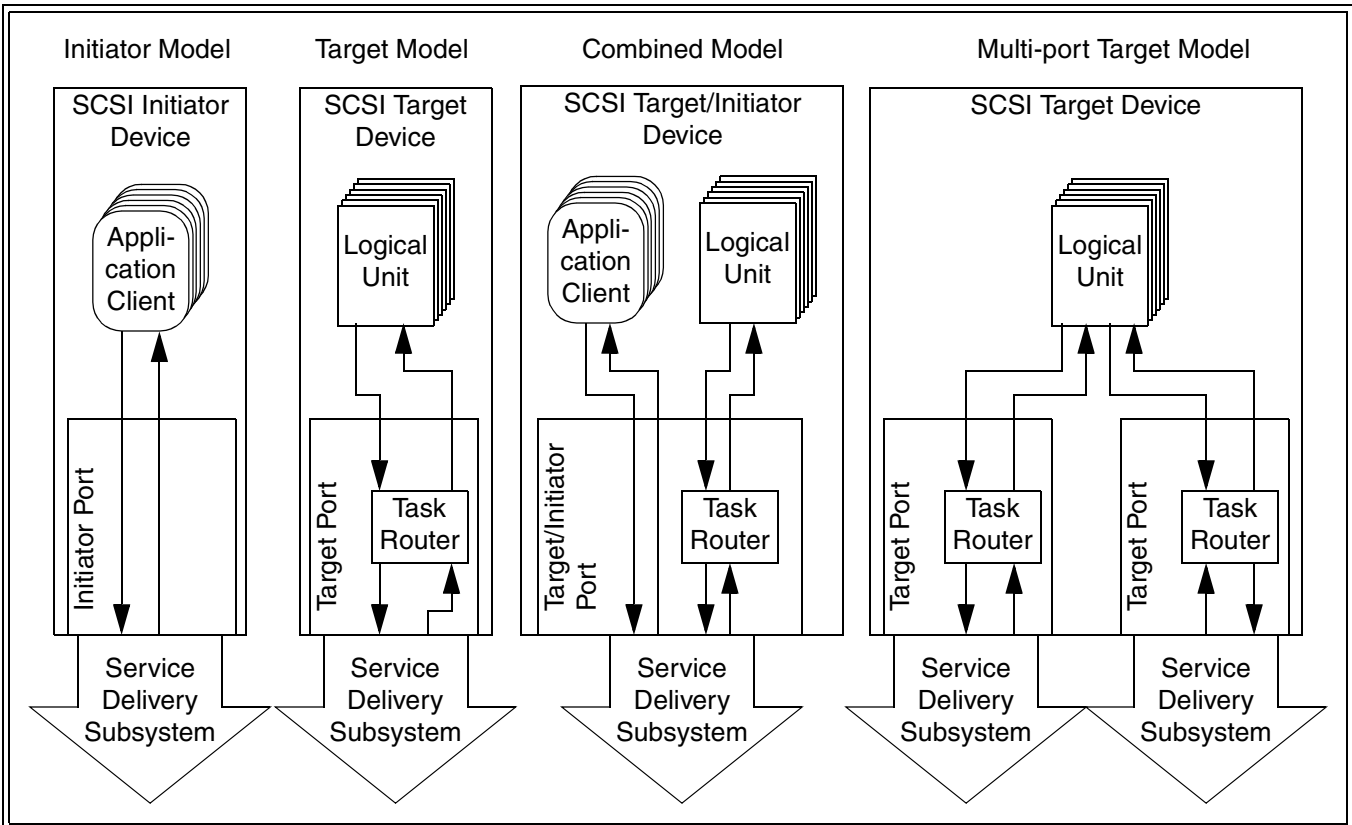 Initiator Model
SCSI Initiator
Device
Appli-
cation
Client
Initiator Port
Service
Delivery
Subsystem
Target Model
SCSI Target
Device
Logical
Unit
Target Port
Task
Router
Service
Delivery
Subsystem
Combined Model
SCSI Target/Initiator
Device
Appli-
cation
Client
Logical
Unit
Target/Initiator
Port
Task
Router
Service
Delivery
Subsystem
Multi-port Target Model
SCSI Target Device
Logical
Unit
Target Port
Task
Router
Target Port
Task
Router
Service
Delivery
Subsystem
Service
Delivery
Subsystem